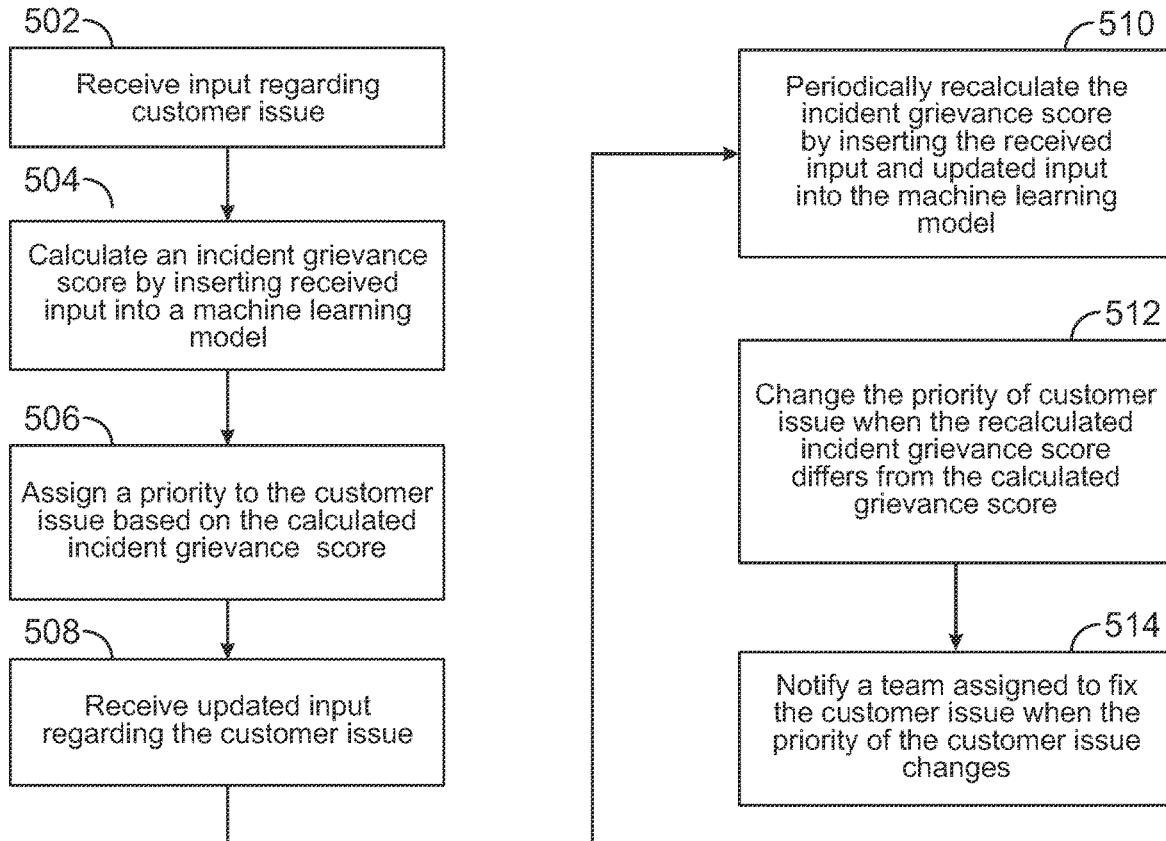 502
Receive input regarding
customer issue
504
Calculate an incident grievance
score by inserting received
input into a machine learning
model
506
Assign a priority to the customer
issue based on the calculated
incident grievance score
508
Receive updated input
regarding the customer issue
510
Periodically recalculate the
incident grievance score
by inserting the received
input and updated input
into the machine learning
model
512
Change the priority of customer
issue when the recalculated
incident grievance score
differs from the calculated
grievance score
514
Notify a team assigned to fix
the customer issue when the
priority of the customer issue
changes